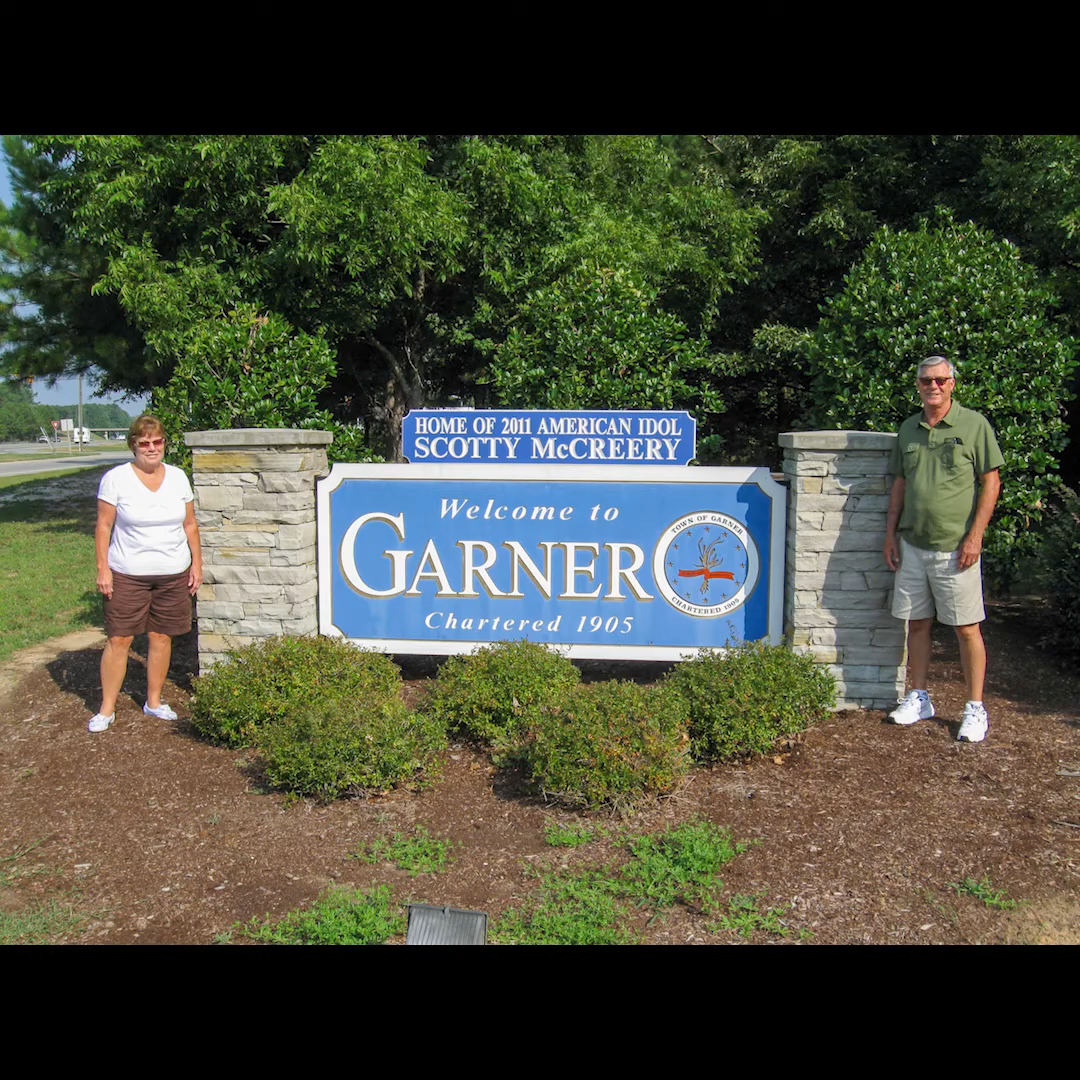 HOME OF 2011 AMERICAN IDOL
SCOTTY McCREERY
Welcome to
GARNER
Chartered 1905
TOWN OF GARNER
CHARTERED 1905